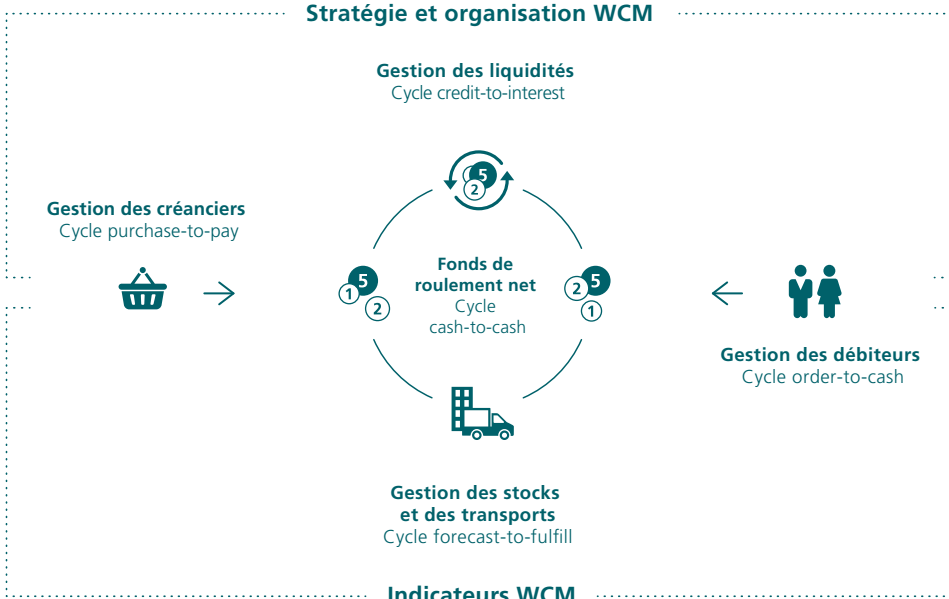 Stratégie et organisation WCM
Gestion des liquidités
Cycle credit-to-interest
5
2
Gestion des créanciers
Cycle purchase-to-pay
5
1
2
Fonds de
roulement net
Cycle
cash-to-cash
2
5
1
Gestion des débiteurs
Cycle order-to-cash
Gestion des stocks
et des transports
Cycle forecast-to-fulfill
Indicateurs WCM